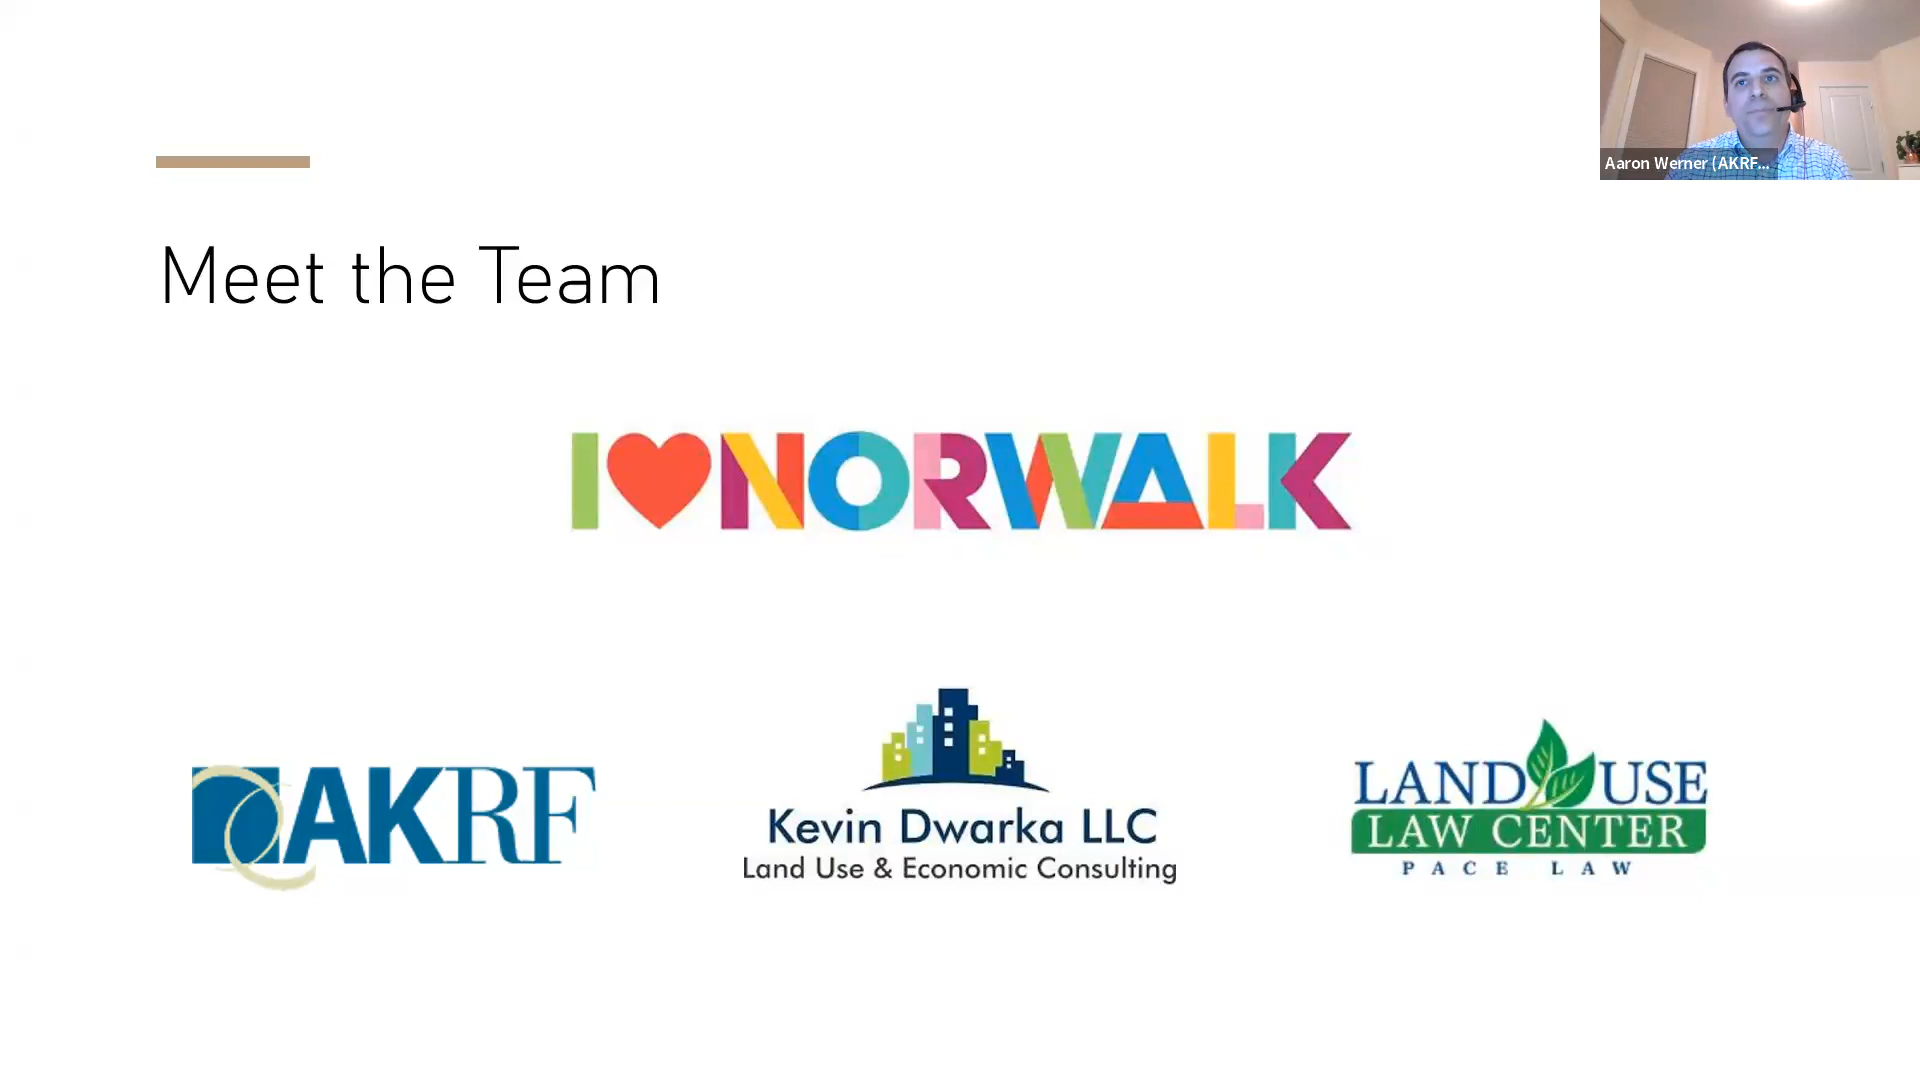 Aaron Werner (AKRF...
Meet the Team
I❤NORWALK
AKRF
Kevin Dwarka LLC
Land Use & Economic Consulting
LAND USE
LAW CENTER
PACE LAW